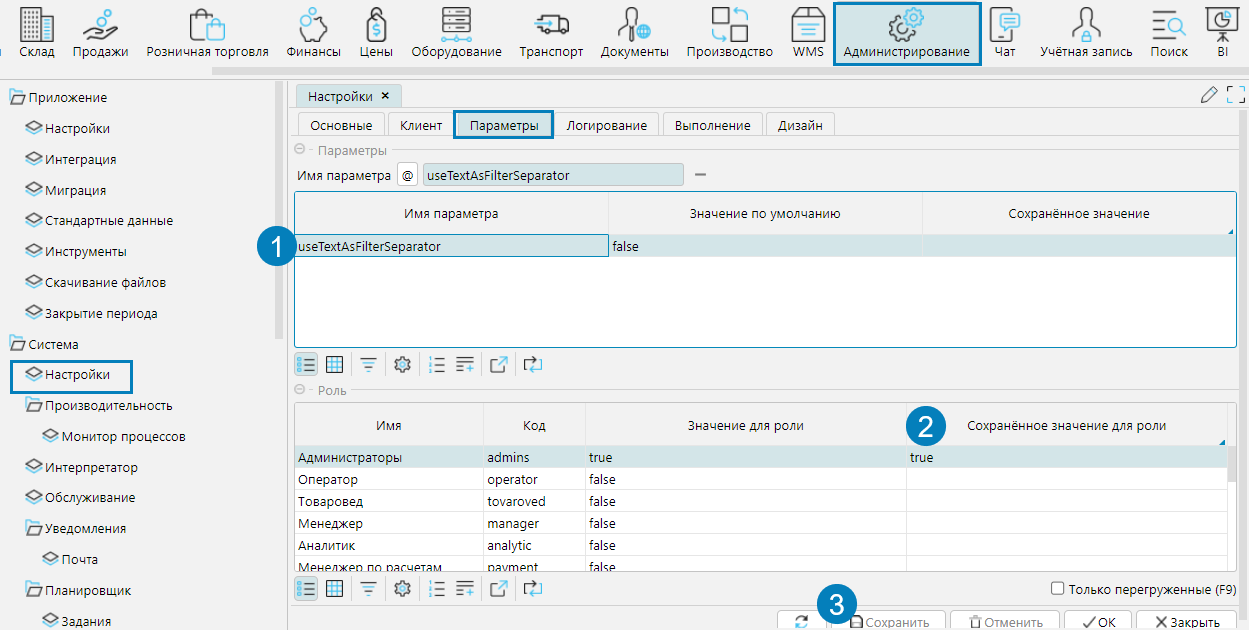 Склад Продажи Розничная торговля Финансы Цены Оборудование Транспорт Документы Производство WMS Администрирование Чат Учётная запись Поиск BI
Приложение
Настройки
Интеграция
Миграция
Стандартные данные
Инструменты
Скачивание файлов
Закрытие периода
Система
Настройки
Производительность
Монитор процессов
Интерпретатор
Обслуживание
Уведомления
Почта
Планировщик
Задания
Настройки ×
Основные Клиент Параметры Логирование Выполнение Дизайн
Параметры
Имя параметра @ useTextAsFilterSeparator
Имя параметра Значение по умолчанию Сохранённое значение
1 useTextAsFilterSeparator false
Роль
Имя Код Значение для роли 2 Сохранённое значение для роли
Администраторы admins true true
Оператор operator false
Товаровед tovaroved false
Менеджер manager false
Аналитик analytic false
Менеджер по расчетам payment false
Только перегруженные (F9)
3 Сохранить Отменить OK Закрыть